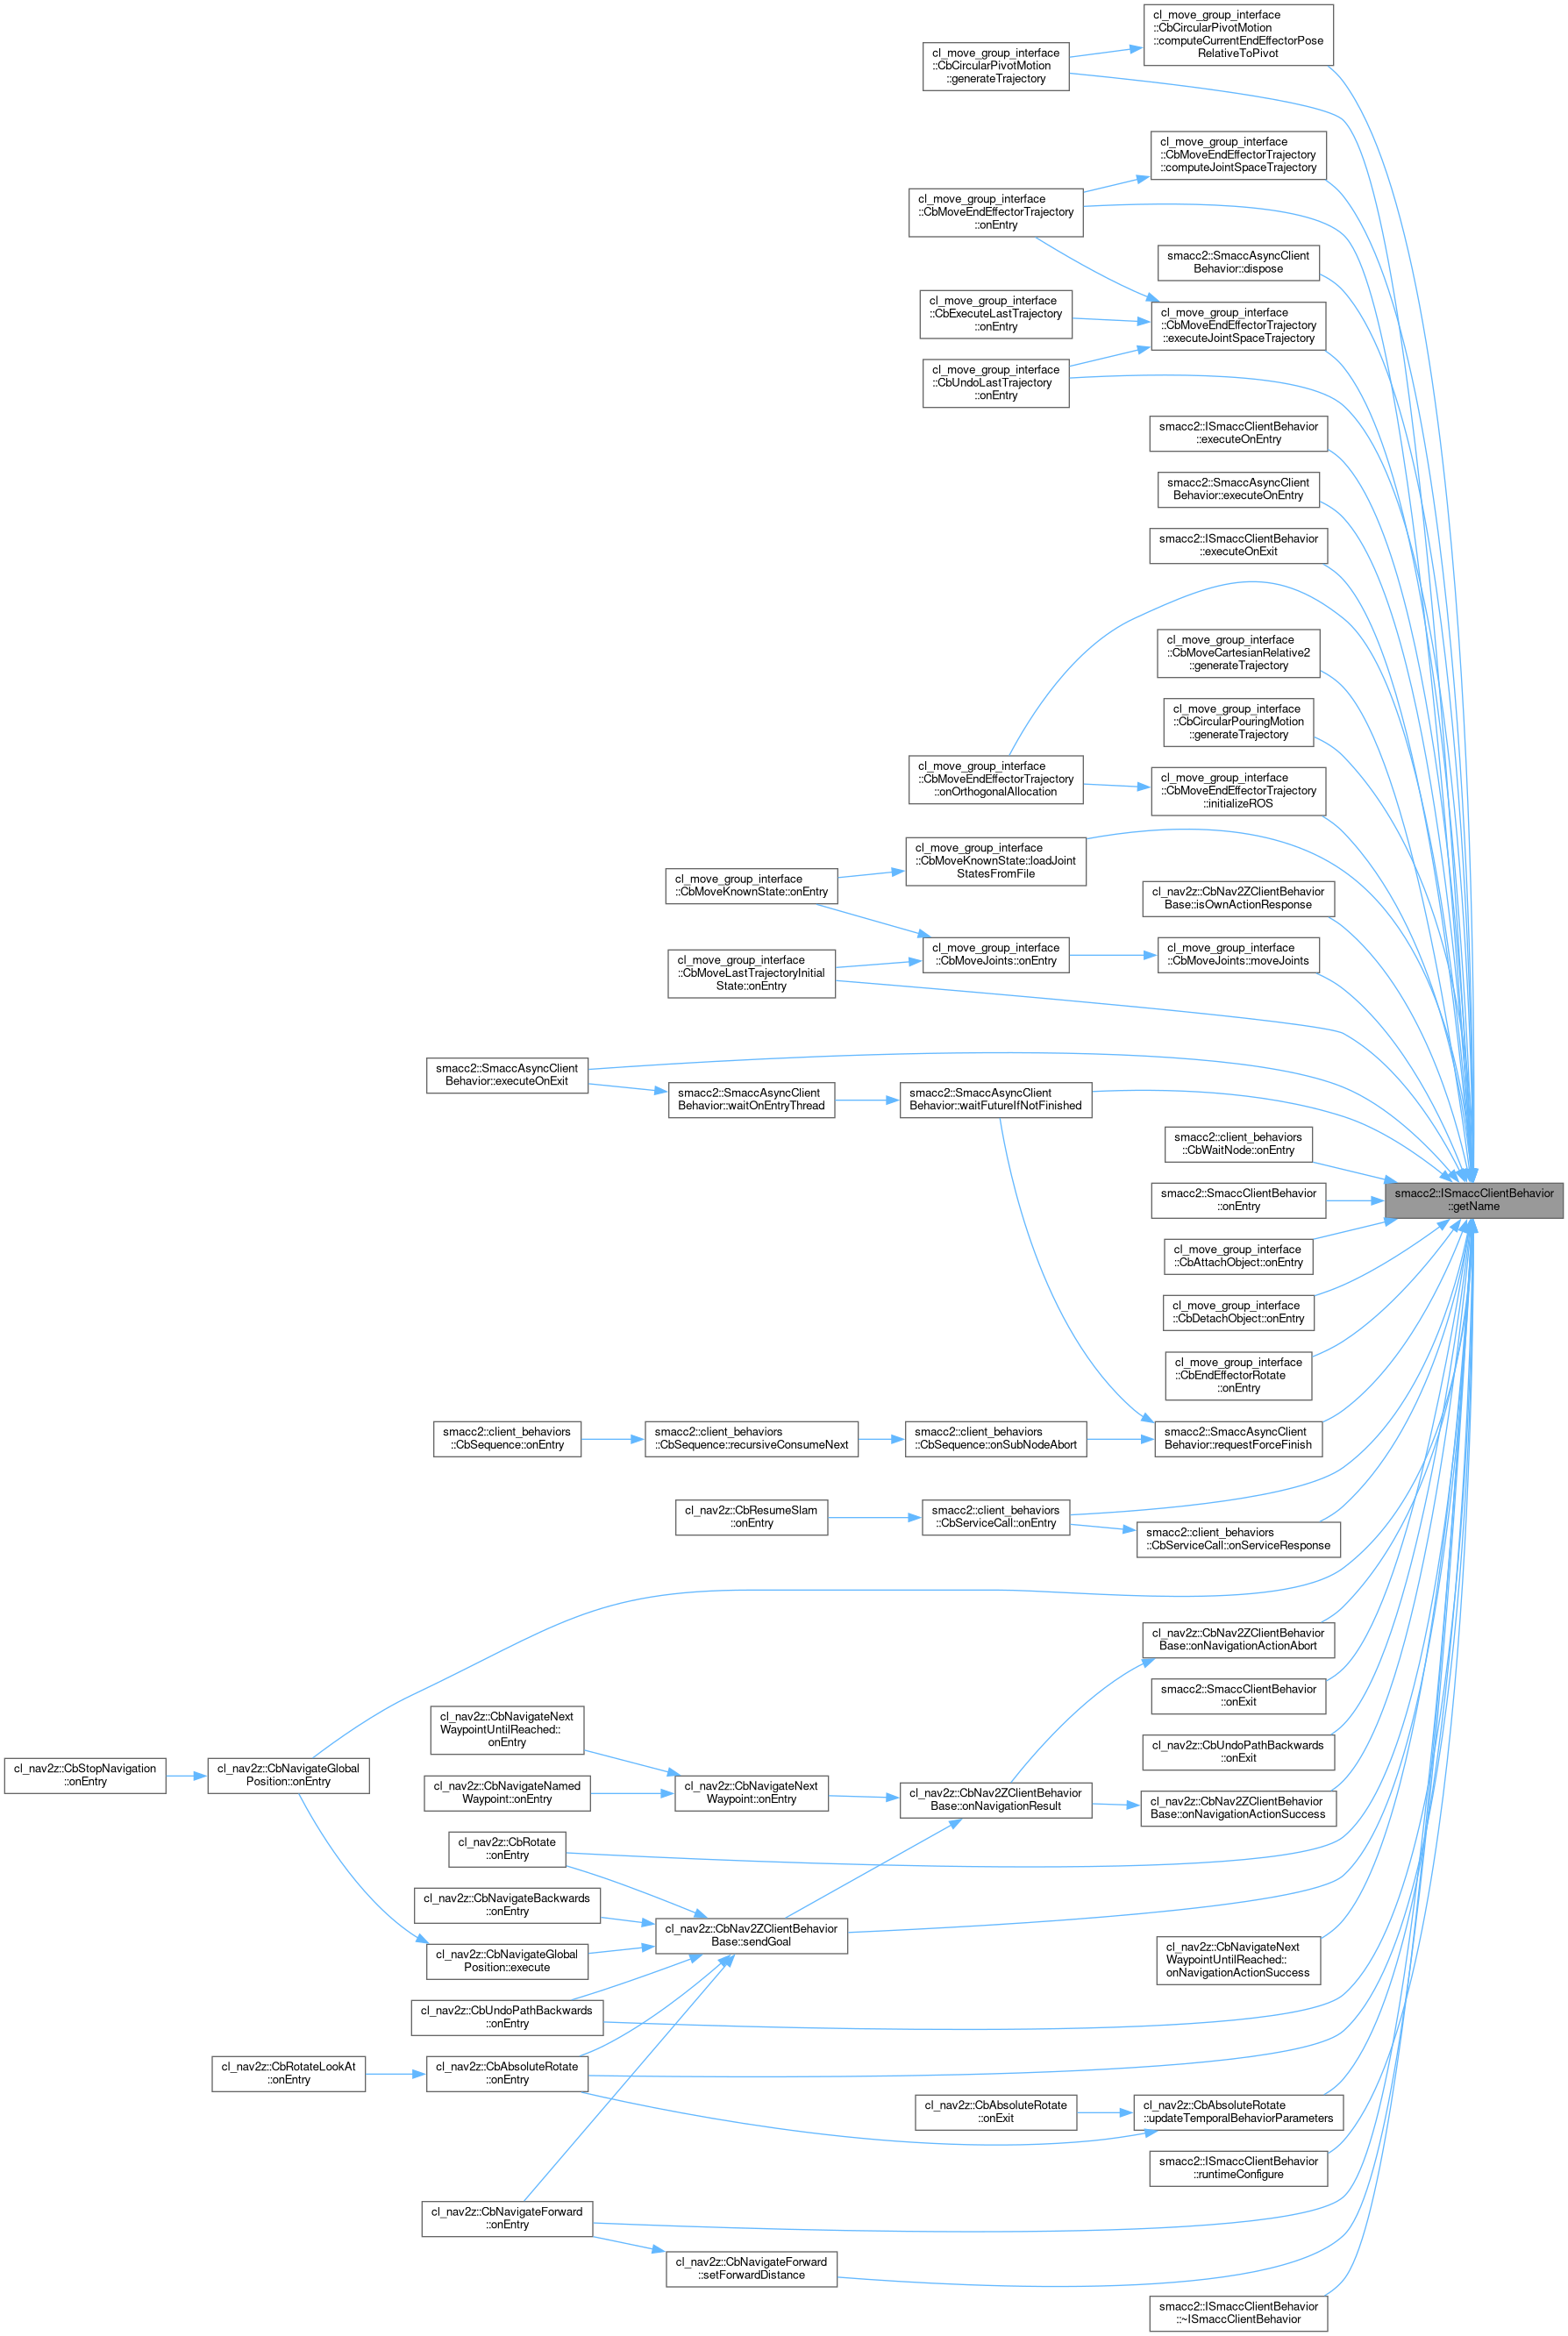 cl_move_group_interface
::CbCircularPivotMotion
::computeCurrentEndEffectorPose
RelativeToPivot
cl_move_group_interface
::CbCircularPivotMotion
::generateTrajectory
cl_move_group_interface
::CbMoveEndEffectorTrajectory
::computeJointSpaceTrajectory
cl_move_group_interface
::CbMoveEndEffectorTrajectory
::onEntry
smacc2::SmaccAsyncClient
Behavior::dispose
cl_move_group_interface
::CbExecuteLastTrajectory
::onEntry
cl_move_group_interface
::CbMoveEndEffectorTrajectory
::executeJointSpaceTrajectory
cl_move_group_interface
::CbUndoLastTrajectory
::onEntry
smacc2::ISmaccClientBehavior
::executeOnEntry
smacc2::SmaccAsyncClient
Behavior::executeOnEntry
smacc2::ISmaccClientBehavior
::executeOnExit
cl_move_group_interface
::CbMoveCartesianRelative2
::generateTrajectory
cl_move_group_interface
::CbCircularPouringMotion
::generateTrajectory
cl_move_group_interface
::CbMoveEndEffectorTrajectory
::onOrthogonalAllocation
cl_move_group_interface
::CbMoveEndEffectorTrajectory
::initializeROS
cl_move_group_interface
::CbMoveKnownState::loadJoint
StatesFromFile
cl_move_group_interface
::CbMoveKnownState::onEntry
cl_nav2z::CbNav2ZClientBehavior
Base::isOwnActionResponse
cl_move_group_interface
::CbMoveLastTrajectoryInitial
State::onEntry
cl_move_group_interface
::CbMoveJoints::onEntry
cl_move_group_interface
::CbMoveJoints::moveJoints
smacc2::SmaccAsyncClient
Behavior::executeOnExit
smacc2::SmaccAsyncClient
Behavior::waitOnEntryThread
smacc2::SmaccAsyncClient
Behavior::waitFutureIfNotFinished
smacc2::client_behaviors
::CbWaitNode::onEntry
smacc2::SmaccClientBehavior
::onEntry
smacc2::ISmaccClientBehavior
::getName
cl_move_group_interface
::CbAttachObject::onEntry
cl_move_group_interface
::CbDetachObject::onEntry
cl_move_group_interface
::CbEndEffectorRotate
::onEntry
smacc2::client_behaviors
::CbSequence::onEntry
smacc2::client_behaviors
::CbSequence::recursiveConsumeNext
smacc2::client_behaviors
::CbSequence::onSubNodeAbort
smacc2::SmaccAsyncClient
Behavior::requestForceFinish
cl_nav2z::CbResumeSlam
::onEntry
smacc2::client_behaviors
::CbServiceCall::onEntry
smacc2::client_behaviors
::CbServiceCall::onServiceResponse
cl_nav2z::CbNav2ZClientBehavior
Base::onNavigationActionAbort
smacc2::SmaccClientBehavior
::onExit
cl_nav2z::CbNavigateNext
WaypointUntilReached::
onEntry
cl_nav2z::CbUndoPathBackwards
::onExit
cl_nav2z::CbStopNavigation
::onEntry
cl_nav2z::CbNavigateGlobal
Position::onEntry
cl_nav2z::CbNavigateNamed
Waypoint::onEntry
cl_nav2z::CbNavigateNext
Waypoint::onEntry
cl_nav2z::CbNav2ZClientBehavior
Base::onNavigationResult
cl_nav2z::CbNav2ZClientBehavior
Base::onNavigationActionSuccess
cl_nav2z::CbRotate
::onEntry
cl_nav2z::CbNavigateBackwards
::onEntry
cl_nav2z::CbNav2ZClientBehavior
Base::sendGoal
cl_nav2z::CbNavigateGlobal
Position::execute
cl_nav2z::CbNavigateNext
WaypointUntilReached::
onNavigationActionSuccess
cl_nav2z::CbUndoPathBackwards
::onEntry
cl_nav2z::CbRotateLookAt
::onEntry
cl_nav2z::CbAbsoluteRotate
::onEntry
cl_nav2z::CbAbsoluteRotate
::onExit
cl_nav2z::CbAbsoluteRotate
::updateTemporalBehaviorParameters
smacc2::ISmaccClientBehavior
::runtimeConfigure
cl_nav2z::CbNavigateForward
::onEntry
cl_nav2z::CbNavigateForward
::setForwardDistance
smacc2::ISmaccClientBehavior
::~ISmaccClientBehavior